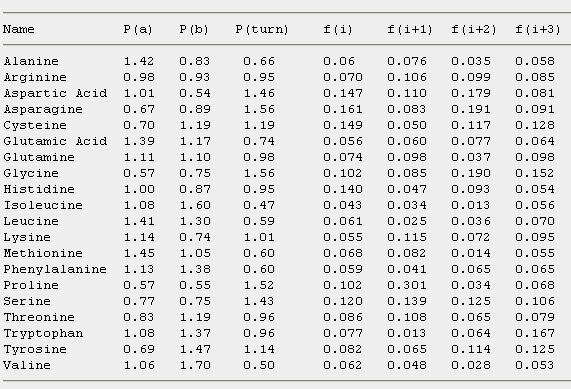 Name P(a) P(b) P(turn) f(i) f(i+1) f(i+2) f(i+3)
Alanine 1.42 0.83 0.66 0.06 0.076 0.035 0.058
Arginine 0.98 0.93 0.95 0.070 0.106 0.099 0.085
Aspartic Acid 1.01 0.54 1.46 0.147 0.110 0.179 0.081
Asparagine 0.67 0.89 1.56 0.161 0.083 0.191 0.091
Cysteine 0.70 1.19 1.19 0.149 0.050 0.117 0.128
Glutamic Acid 1.39 1.17 0.74 0.056 0.060 0.077 0.064
Glutamine 1.11 1.10 0.98 0.074 0.098 0.037 0.098
Glycine 0.57 0.75 1.56 0.102 0.085 0.190 0.152
Histidine 1.00 0.87 0.95 0.140 0.047 0.093 0.054
Isoleucine 1.08 1.60 0.47 0.043 0.034 0.013 0.056
Leucine 1.41 1.30 0.59 0.061 0.025 0.036 0.070
Lysine 1.14 0.74 1.01 0.055 0.115 0.072 0.095
Methionine 1.45 1.05 0.60 0.068 0.082 0.014 0.055
Phenylalanine 1.13 1.38 0.60 0.059 0.041 0.065 0.065
Proline 0.57 0.55 1.52 0.102 0.301 0.034 0.068
Serine 0.77 0.75 1.43 0.120 0.139 0.125 0.106
Threonine 0.83 1.19 0.96 0.086 0.108 0.065 0.079
Tryptophan 1.08 1.37 0.96 0.077 0.013 0.064 0.167
Tyrosine 0.69 1.47 1.14 0.082 0.065 0.114 0.125
Valine 1.06 1.70 0.50 0.062 0.048 0.028 0.053